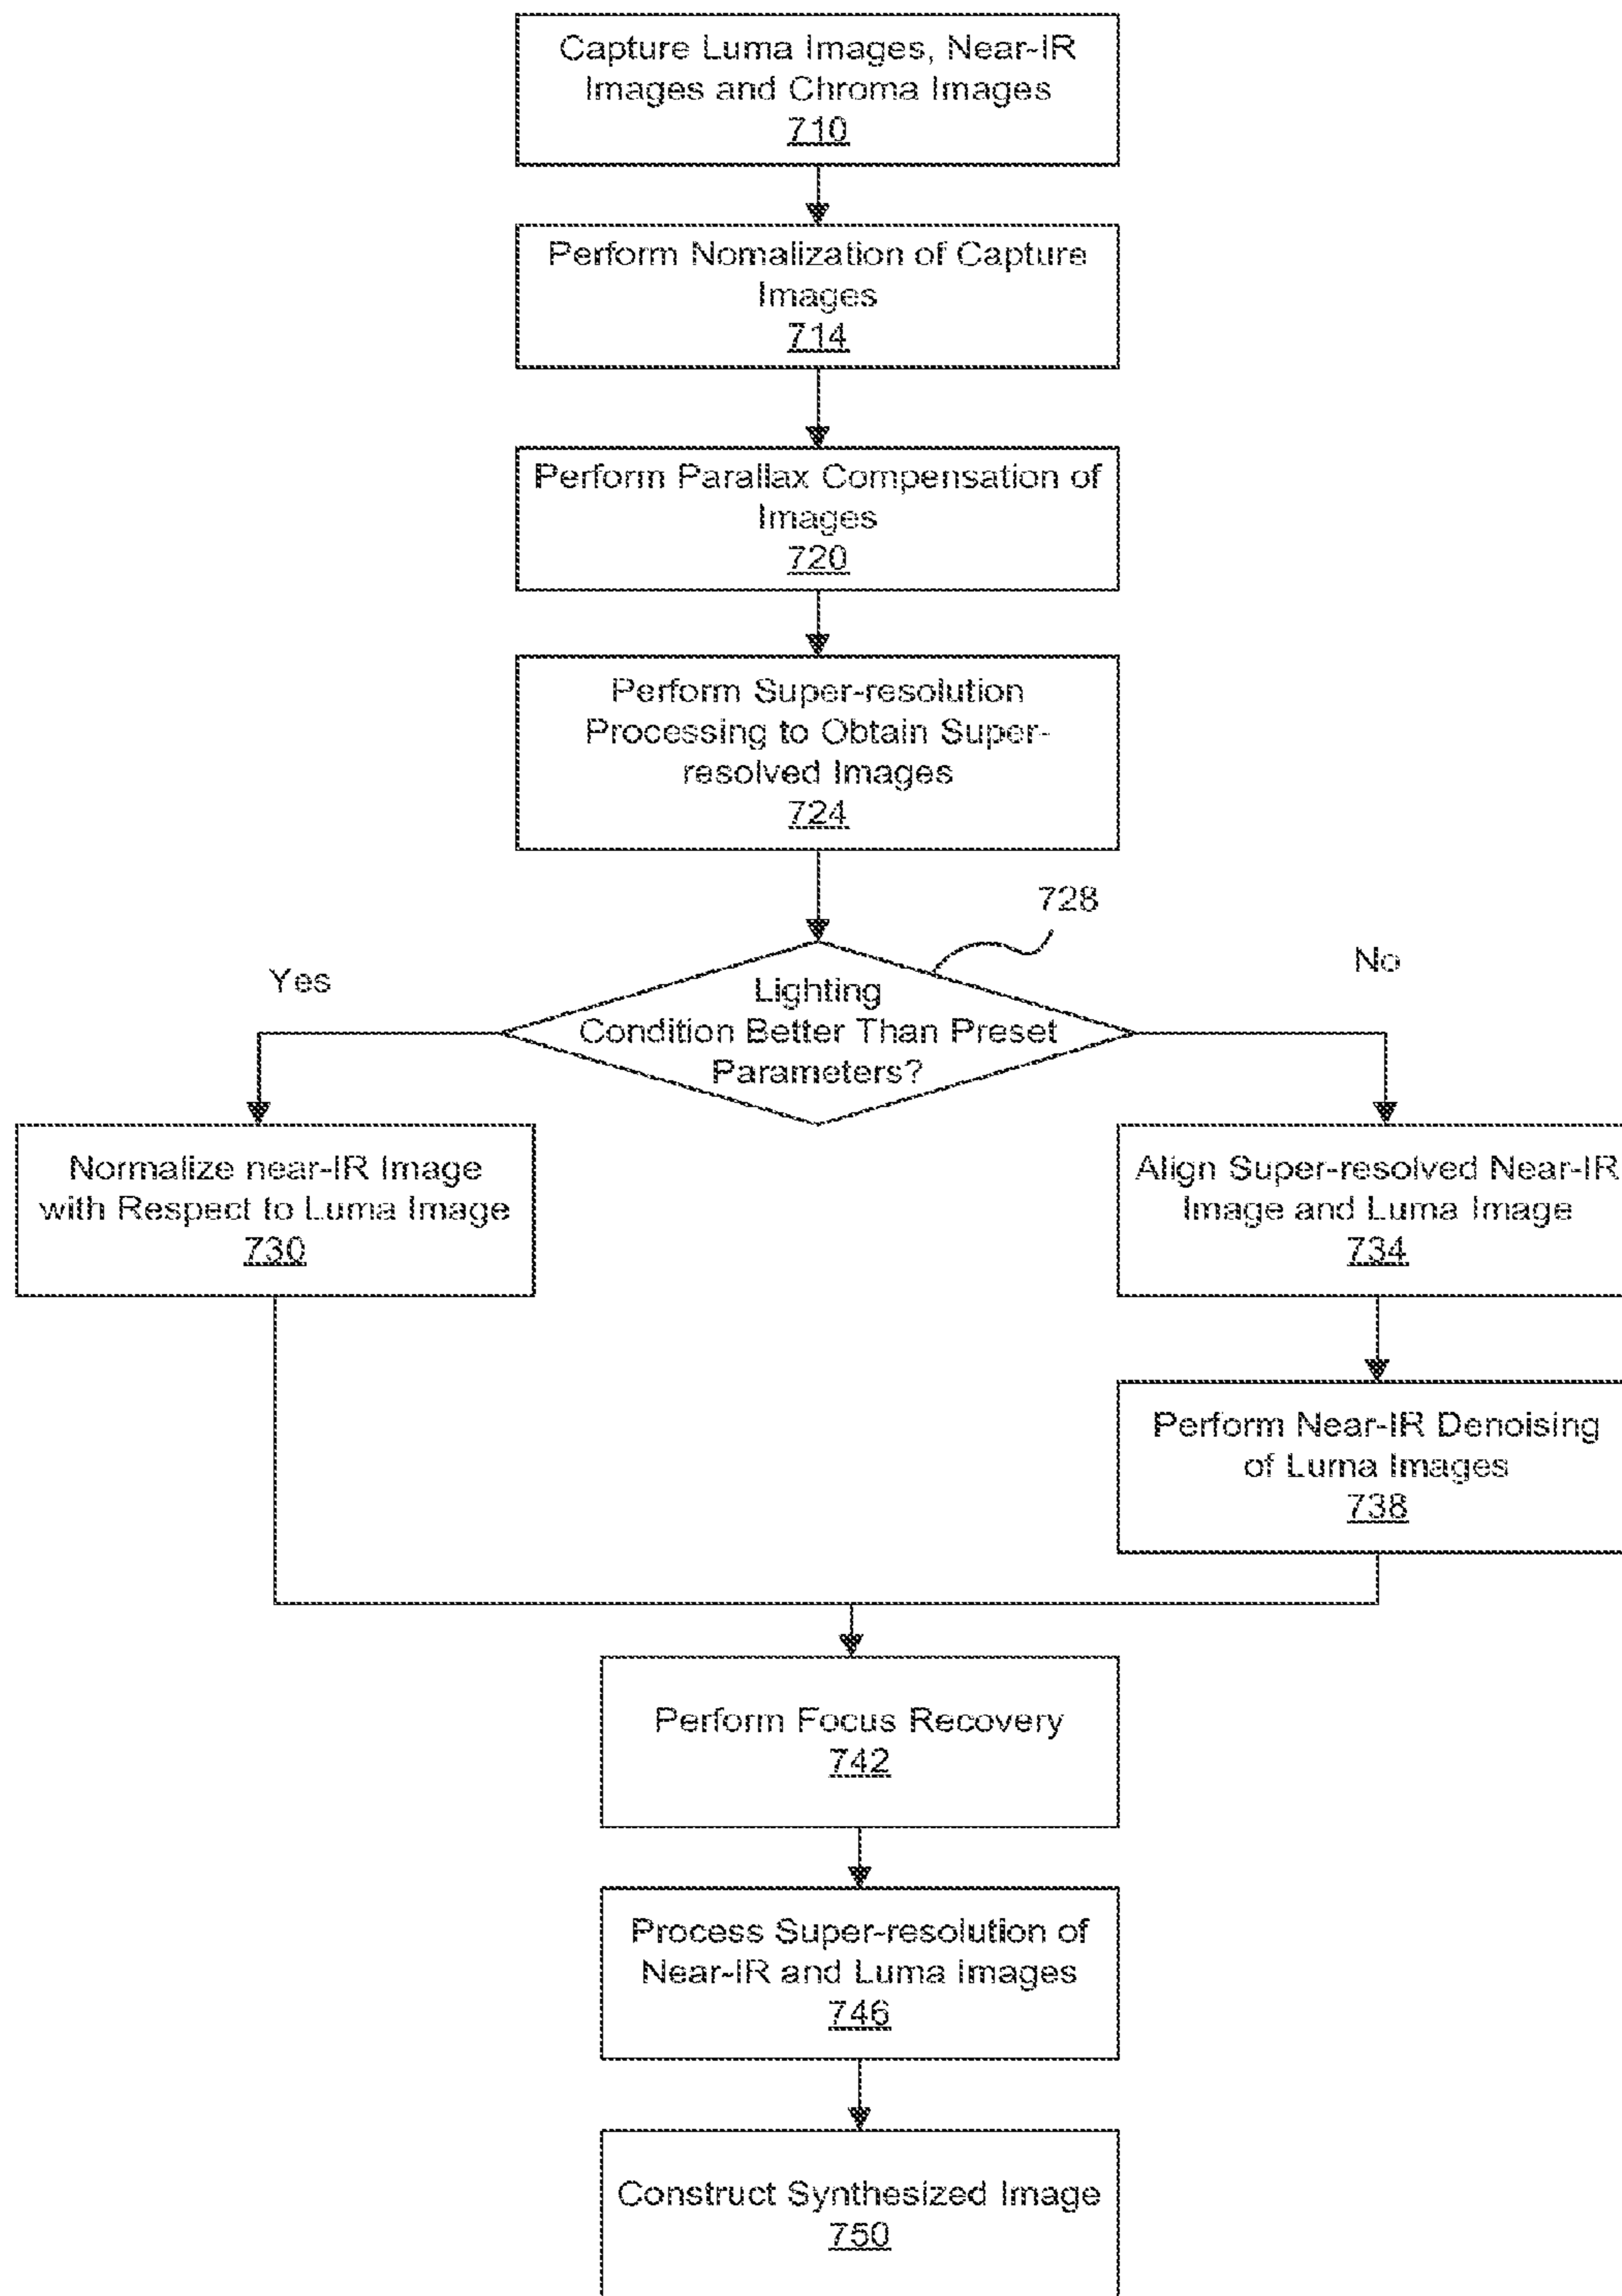 Capture Luma Images, Near-IR
Images and Chroma Images
710
Perform Nomalization of Capture
Images
714
Perform Parallax Compensation of
Images
720
Perform Super-resolution
Processing to Obtain Super-
resolved Images
724
728
Yes
No
Lighting
Condition Better Than Preset
Parameters?
Normalize near-IR Image
with Respect to Luma Image
730
Align Super-resolved Near-IR
Image and Luma Image
734
Perform Near-IR Denoising
of Luma Images
738
Perform Focus Recovery
742
Process Super-resolution of
Near-IR and Luma Images
746
Construct Synthesized Image
750